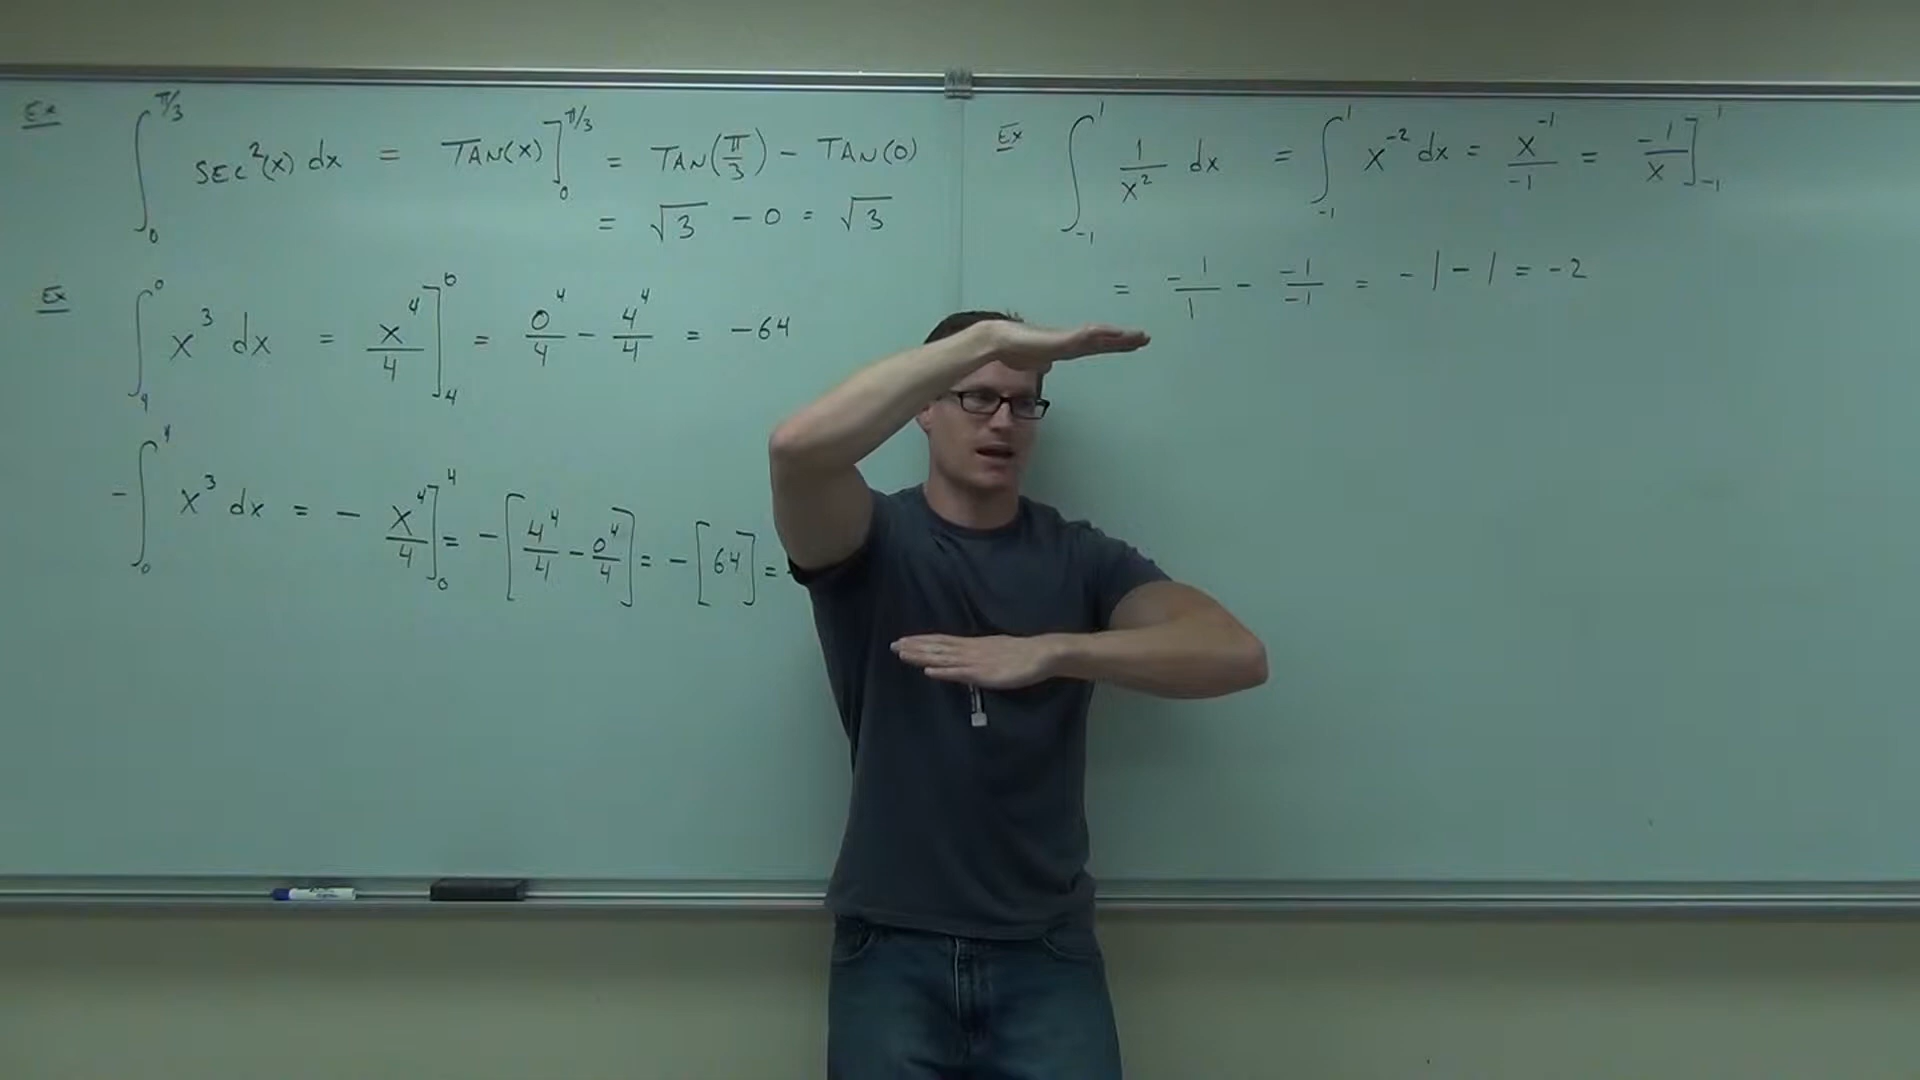 Ex ∫₀^(π/3) SEC²(x) dx = TAN(x)]₀^(π/3) = TAN(π/3) − TAN(0)
= √3 − 0 = √3
Ex ∫₄⁰ x³ dx = x⁴/4]₄⁰ = 0⁴/4 − 4⁴/4 = −64
−∫₀⁴ x³ dx = − x⁴/4]₀⁴ = −[4⁴/4 − 0⁴/4] = −[64] =
Ex ∫₋₁¹ 1/x² dx = ∫₋₁¹ x⁻² dx = x⁻¹/−1 = −1/x]₋₁¹
= −1/1 − −1/−1 = −1 − 1 = −2